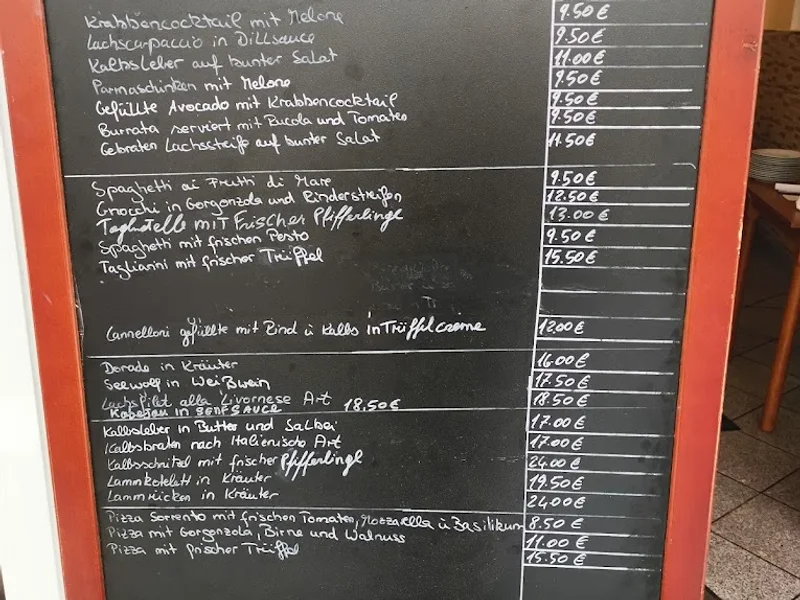 Krabbencocktail mit Melone 9.50 €
Lachscarpaccio in Dillsauce 9.50 €
Kalbsleber auf bunter Salat 11.00 €
Parmaschinken mit Melone 9.50 €
Gefüllte Avocado mit Krabbencocktail 9.50 €
Burrata serviert mit Rucola und Tomaten 9.50 €
Gebraten Lachssteife auf bunter Salat 11.50 €
Spaghetti ai Frutti di Mare 9.50 €
Gnocchi in Gorgonzola und Rinderstreifen 12.50 €
Tagliatelle mit Frischer Pfifferlinge 13.00 €
Spaghetti mit frischen Pesto 9.50 €
Tagliarini mit frischer Trüffel 15.50 €
Cannelloni gefüllte mit Rind ü Kalbs in Trüffelcreme 12.00 €
Dorade in Kräuter 16.00 €
Seewolf in Weißwein 17.50 €
Lachsfilet alla Livornese Art 18.50 €
Kabeljau in SENFSAUCE 18.50 €
Kalbsleber in Butter und Salbei 17.00 €
Kalbsbraten nach Italienische Art 17.00 €
Kalbsschnitzel mit frischer Pfifferlinge 24.00 €
Lammkotelett in Kräuter 19.50 €
Lammrücken in Kräuter 24.00 €
Pizza Sorrento mit frischen Tomaten, Mozzarella ü Basilikum 8.50 €
Pizza mit Gorgonzola, Birne und Walnuss 11.00 €
Pizza mit frischer Trüffel 15.50 €